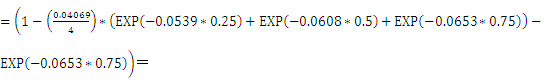 = (1 − (0.04069/4) * (EXP(−0.0539 * 0.25) + EXP(−0.0608 * 0.5) + EXP(−0.0653 * 0.75)) −
EXP(−0.0653 * 0.75))=